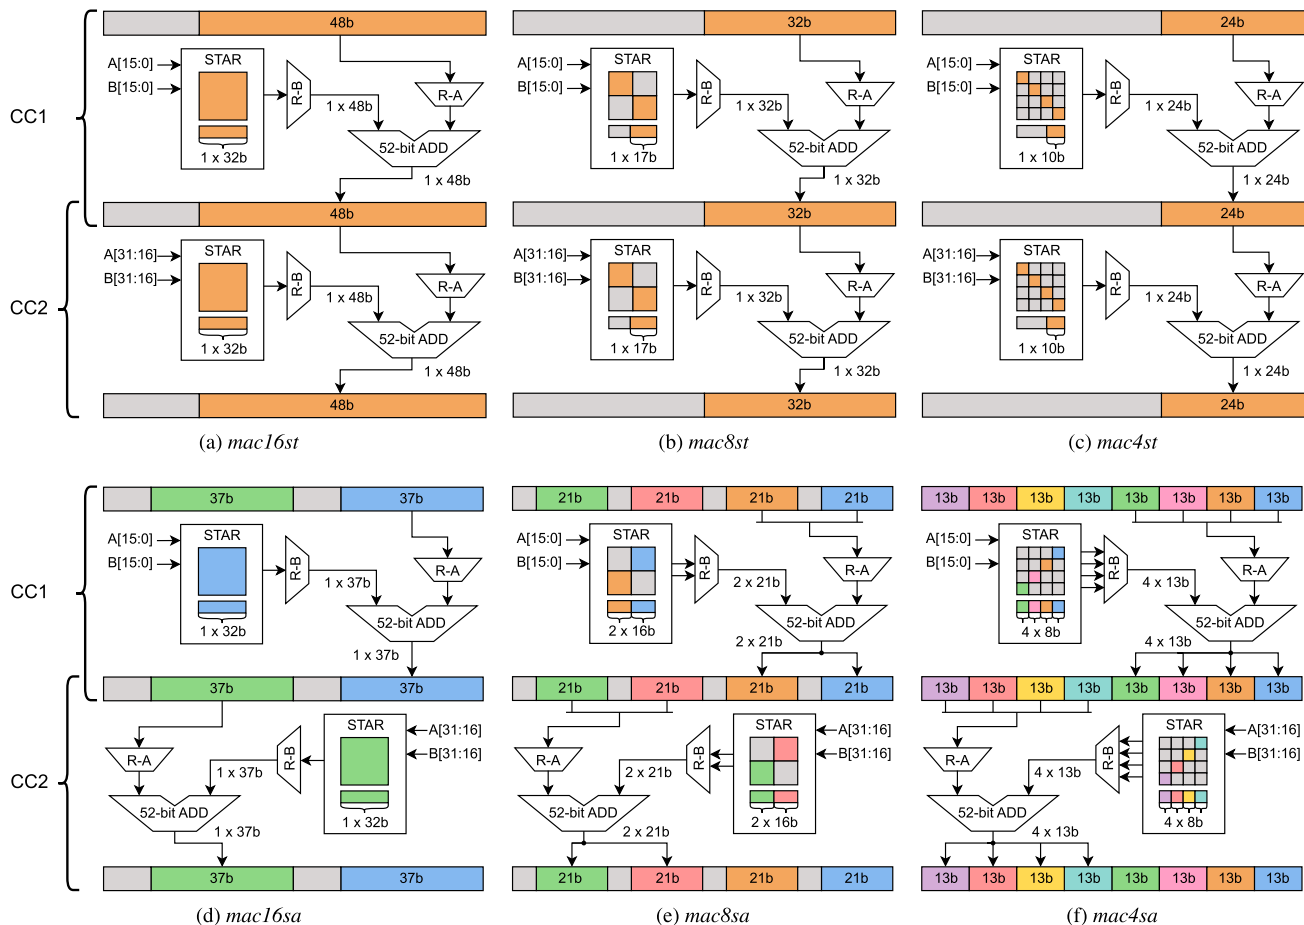 48b 32b 24b
STAR STAR STAR
A[15:0] A[15:0] A[15:0]
B[15:0] R-B R-A B[15:0] R-B R-A B[15:0] R-B R-A
1 x 48b 1 x 32b 1 x 24b
CC1
52-bit ADD 52-bit ADD 52-bit ADD
1 x 32b 1 x 17b 1 x 10b
1 x 48b 1 x 32b 1 x 24b
48b 32b 24b
STAR STAR STAR
A[31:16] A[31:16] A[31:16]
B[31:16] R-B R-A B[31:16] R-B R-A B[31:16] R-B R-A
1 x 48b 1 x 32b 1 x 24b
CC2
52-bit ADD 52-bit ADD 52-bit ADD
1 x 32b 1 x 17b 1 x 10b
1 x 48b 1 x 32b 1 x 24b
48b 32b 24b
(a) mac16st (b) mac8st (c) mac4st
37b 37b 21b 21b 21b 21b 13b 13b 13b 13b 13b 13b 13b 13b
STAR STAR STAR
A[15:0] A[15:0] A[15:0]
B[15:0] R-B R-A B[15:0] R-B R-A B[15:0] R-B R-A
1 x 37b 2 x 21b 4 x 13b
CC1
52-bit ADD 52-bit ADD 52-bit ADD
1 x 32b 2 x 16b 4 x 8b
1 x 37b 2 x 21b 4 x 13b
37b 37b 21b 21b 21b 21b 13b 13b 13b 13b 13b 13b 13b 13b
STAR STAR STAR
A[31:16] A[31:16] A[31:16]
R-A R-B B[31:16] R-A R-B B[31:16] R-A R-B B[31:16]
1 x 37b 2 x 21b 4 x 13b
CC2
52-bit ADD 52-bit ADD 52-bit ADD
1 x 32b 2 x 16b 4 x 8b
1 x 37b 2 x 21b 4 x 13b
37b 37b 21b 21b 21b 21b 13b 13b 13b 13b 13b 13b 13b 13b
(d) mac16sa (e) mac8sa (f) mac4sa